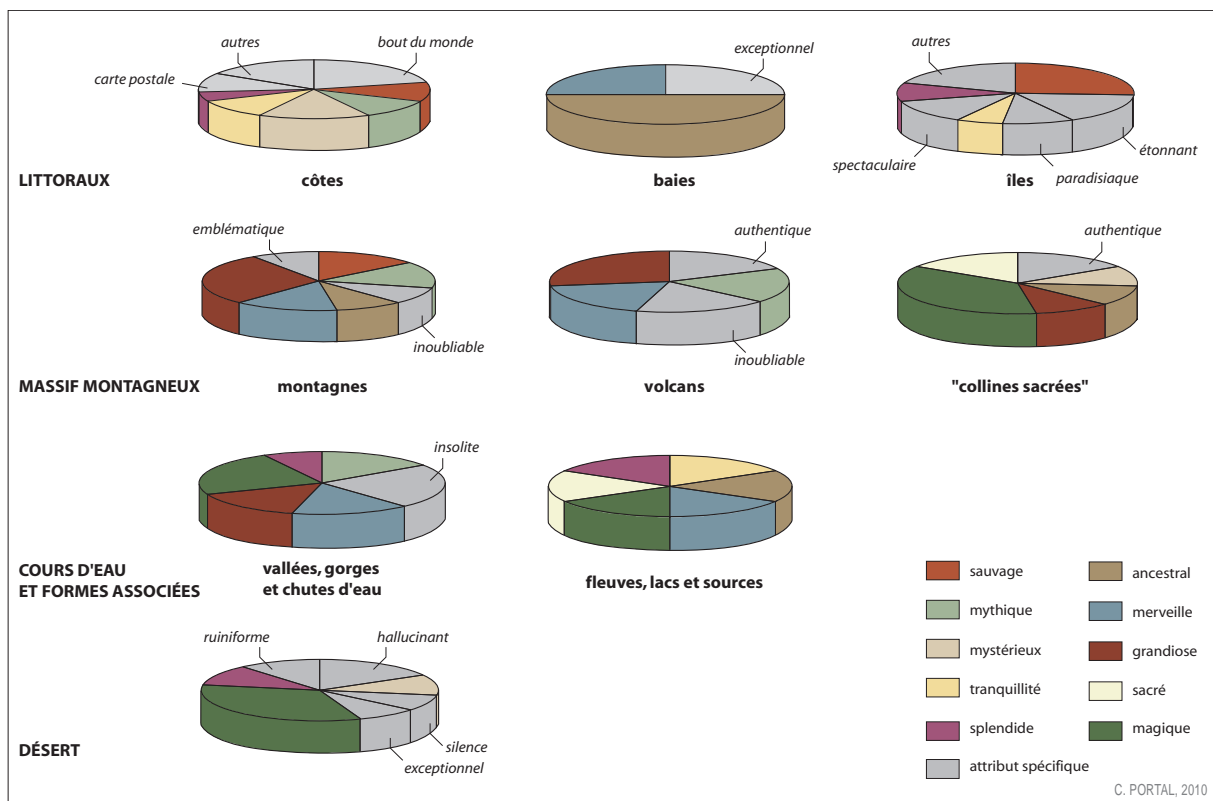 autres
bout du monde
carte postale
exceptionnel
autres
spectaculaire
paradisiaque
étonnant
LITTORAUX
côtes
baies
îles
emblématique
inoubliable
authentique
inoubliable
authentique
MASSIF MONTAGNEUX
montagnes
volcans
"collines sacrées"
insolite
COURS D'EAU
ET FORMES ASSOCIÉES
vallées, gorges
et chutes d'eau
fleuves, lacs et sources
ruiniforme
hallucinant
silence
exceptionnel
DÉSERT
sauvage
mythique
mystérieux
tranquillité
splendide
attribut spécifique
ancestral
merveille
grandiose
sacré
magique
C. PORTAL, 2010